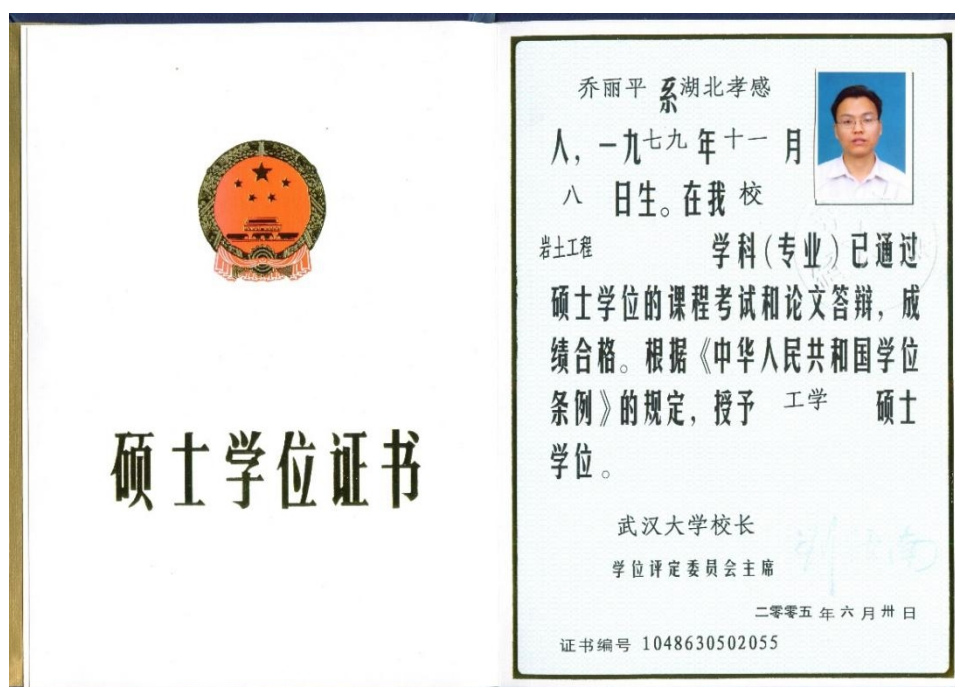 硕士学位证书
乔丽平 系湖北孝感
人，一九七九年十一月
八 日生。在我校
岩土工程 学科(专业)已通过
硕士学位的课程考试和论文答辩，成
绩合格。根据《中华人民共和国学位
条例》的规定，授予 工学 硕士
学位。
武汉大学校长
学位评定委员会主席
二零零五年六月卅日
证书编号 1048630502055